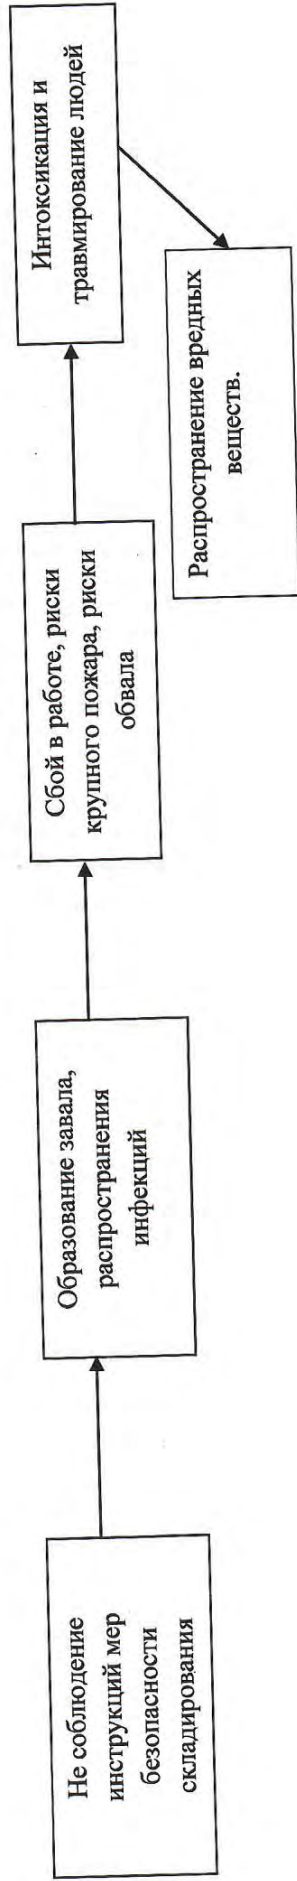 Не соблюдение
инструкций мер
безопасности
складирования
Образование завала,
распространения
инфекций
Сбой в работе, риски
крупного пожара, риски
обвала
Интоксикация и
травмирование людей
Распространение вредных
веществ.